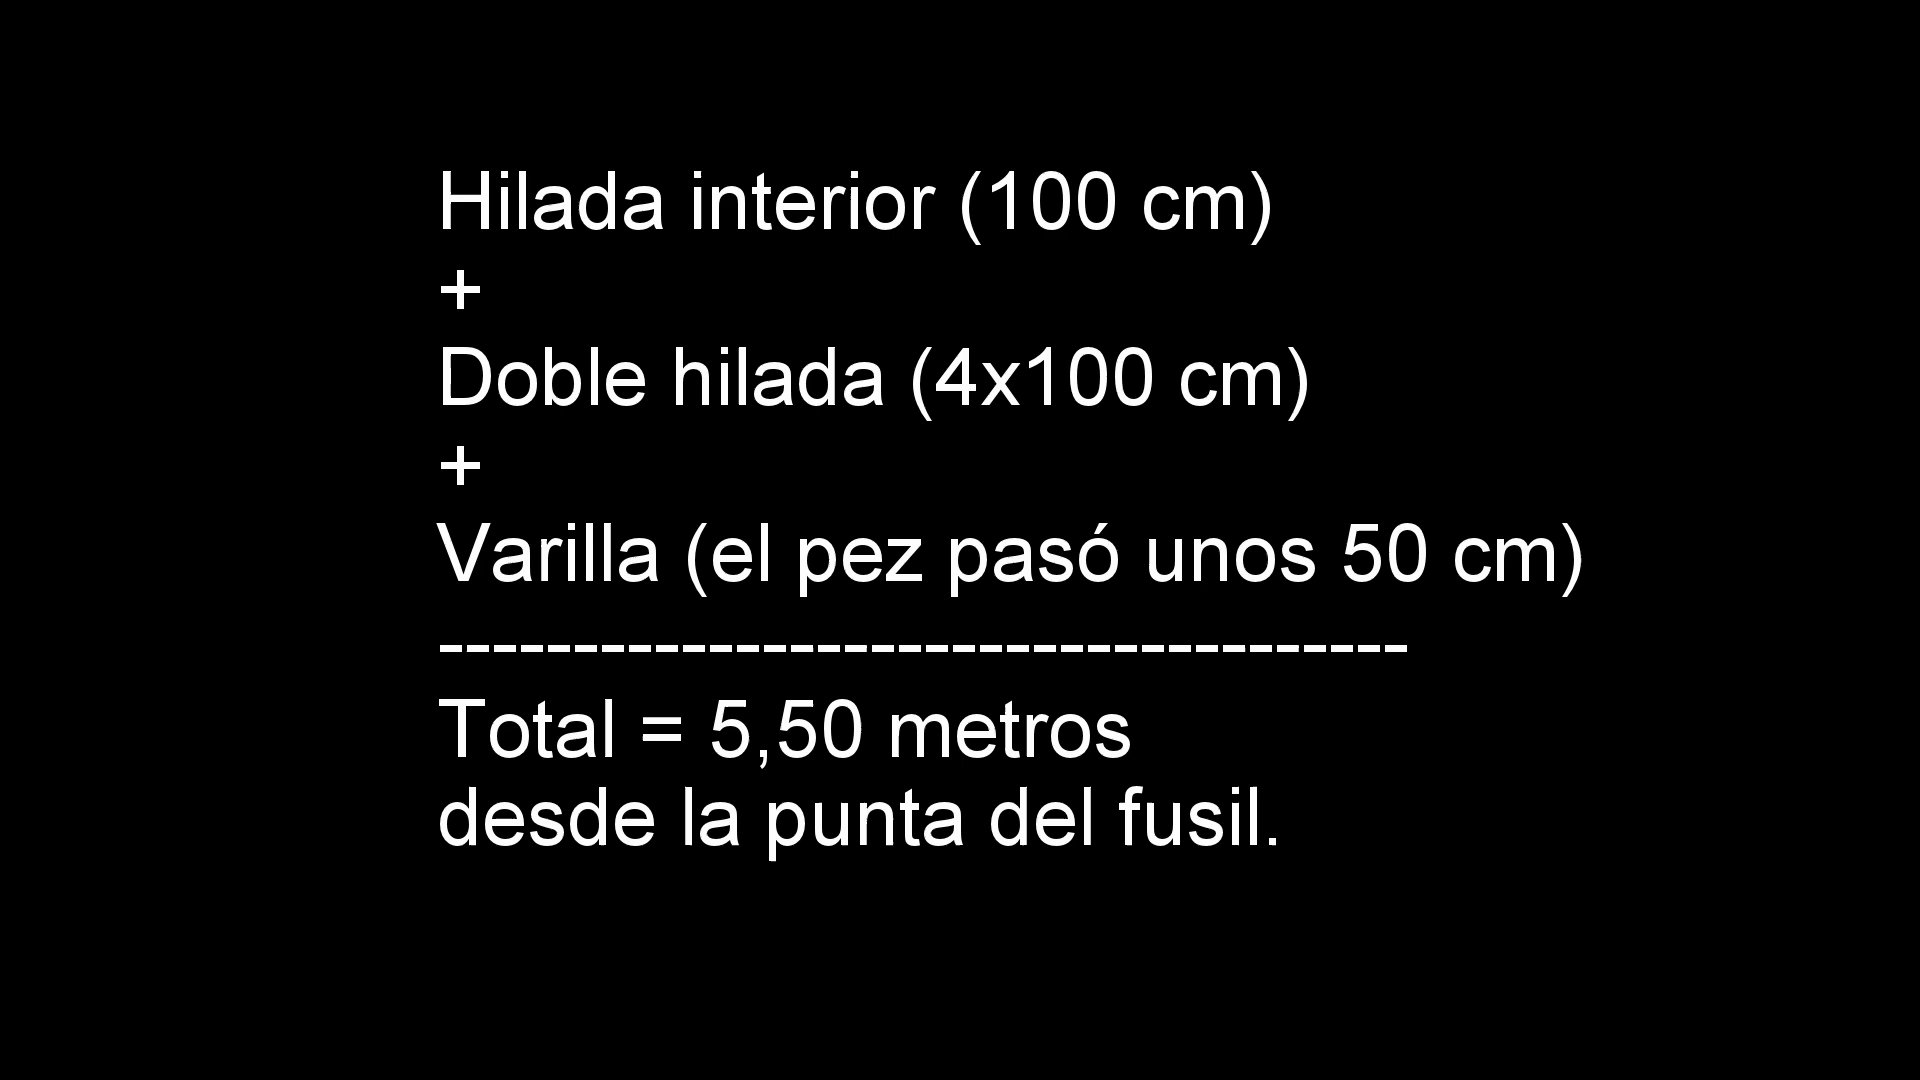 Hilada interior (100 cm)
+
Doble hilada (4x100 cm)
+
Varilla (el pez pasó unos 50 cm)
------------------------------------
Total = 5,50 metros
desde la punta del fusil.